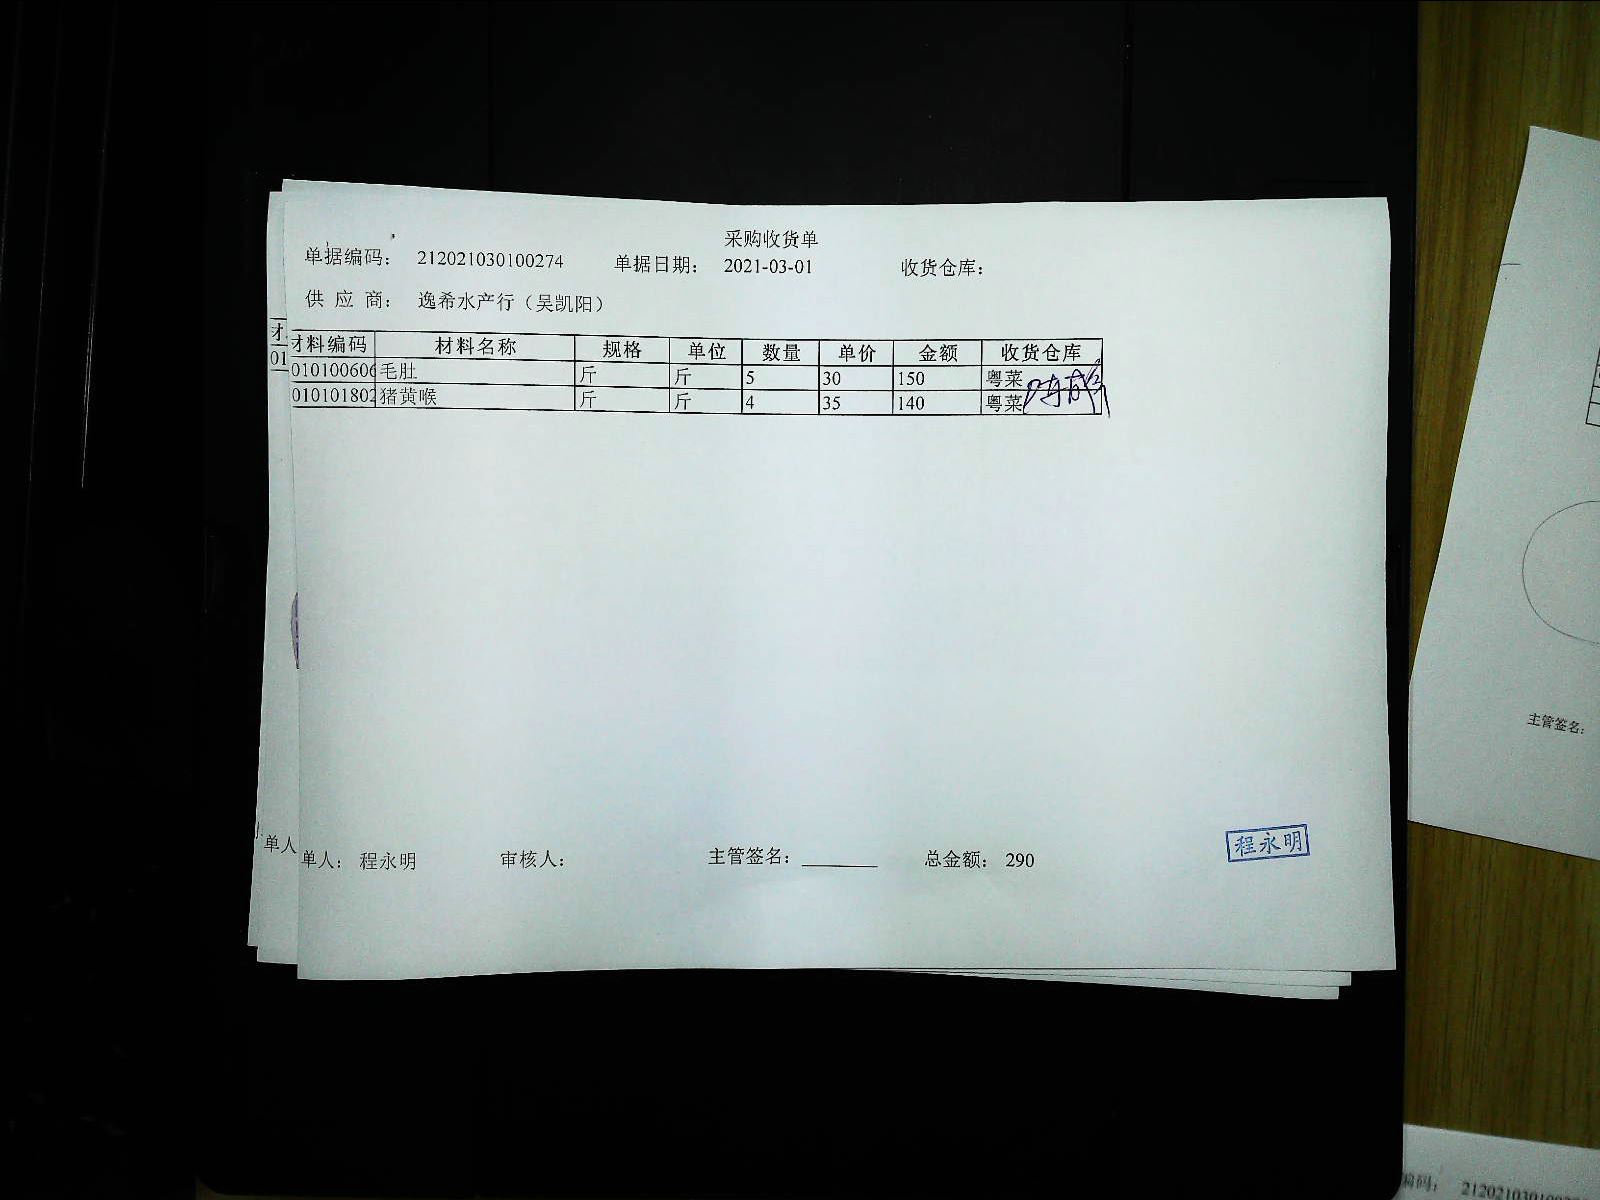 采购收货单
单据编码: 212021030100274 单据日期: 2021-03-01 收货仓库:
供 应 商: 逸希水产行（吴凯阳）
材料编码 材料名称 规格 单位 数量 单价 金额 收货仓库
010100606 毛肚 斤 斤 5 30 150 粤菜
010101802 猪黄喉 斤 斤 4 35 140 粤菜
单人: 程永明 审核人: 主管签名: 总金额: 290
程永明
01
单人
主管签名:
编码: